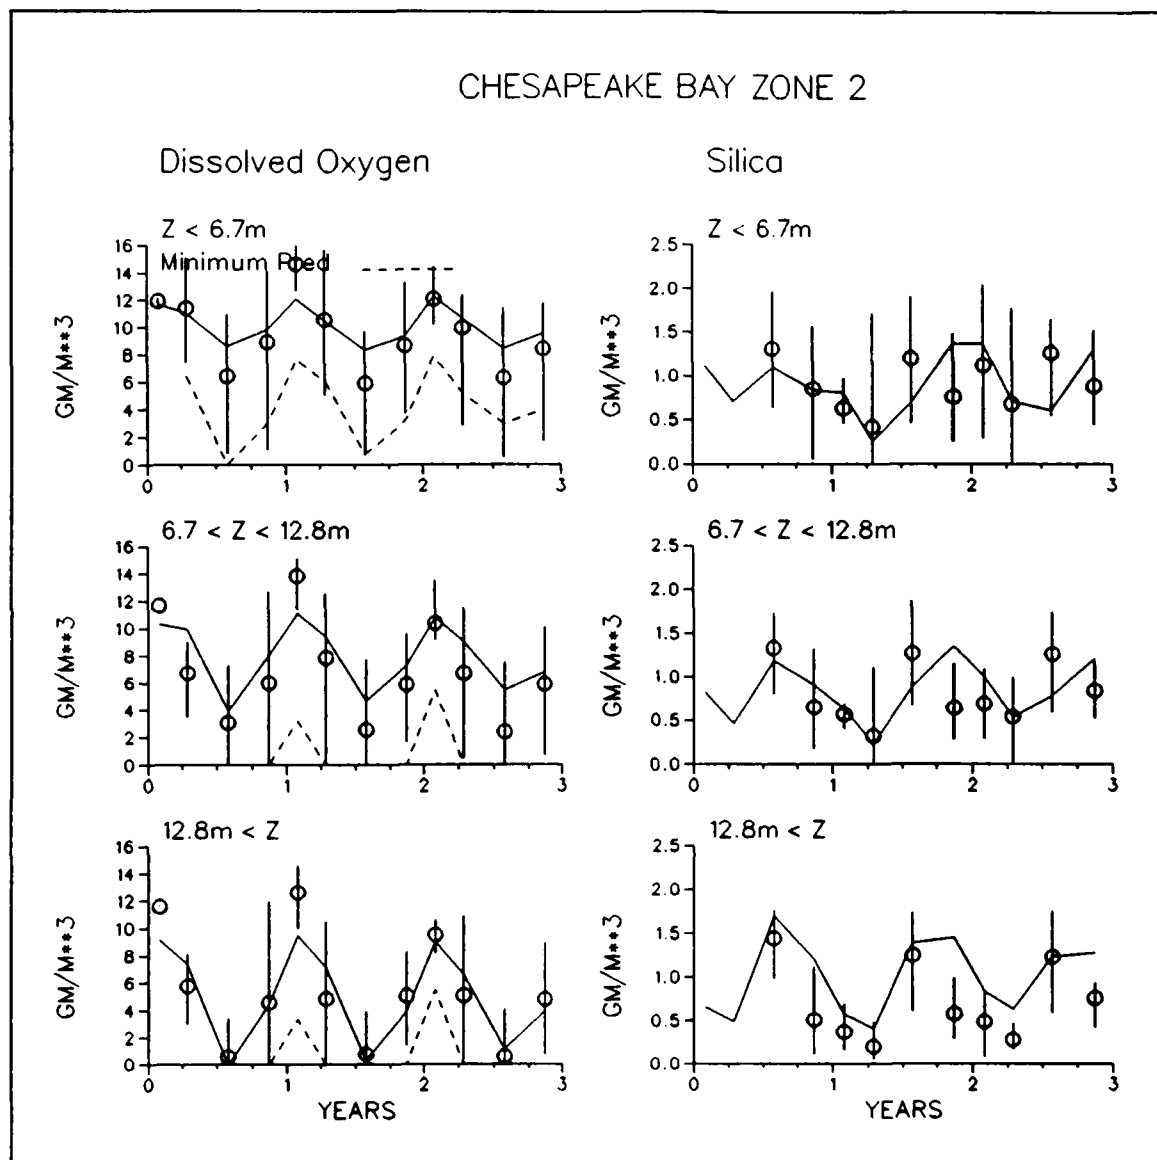 CHESAPEAKE BAY ZONE 2
Dissolved Oxygen
Z < 6.7m
Minimum Pred
16
14
12
10
8
6
4
2
0
GM/M**3
0 1 2 3
6.7 < Z < 12.8m
16
14
12
10
8
6
4
2
0
GM/M**3
0 1 2 3
12.8m < Z
16
14
12
10
8
6
4
2
0
GM/M**3
0 1 2 3
YEARS
Silica
Z < 6.7m
2.5
2.0
1.5
1.0
0.5
0.0
GM/M**3
0 1 2 3
6.7 < Z < 12.8m
2.5
2.0
1.5
1.0
0.5
0.0
GM/M**3
0 1 2 3
12.8m < Z
2.5
2.0
1.5
1.0
0.5
0.0
GM/M**3
0 1 2 3
YEARS